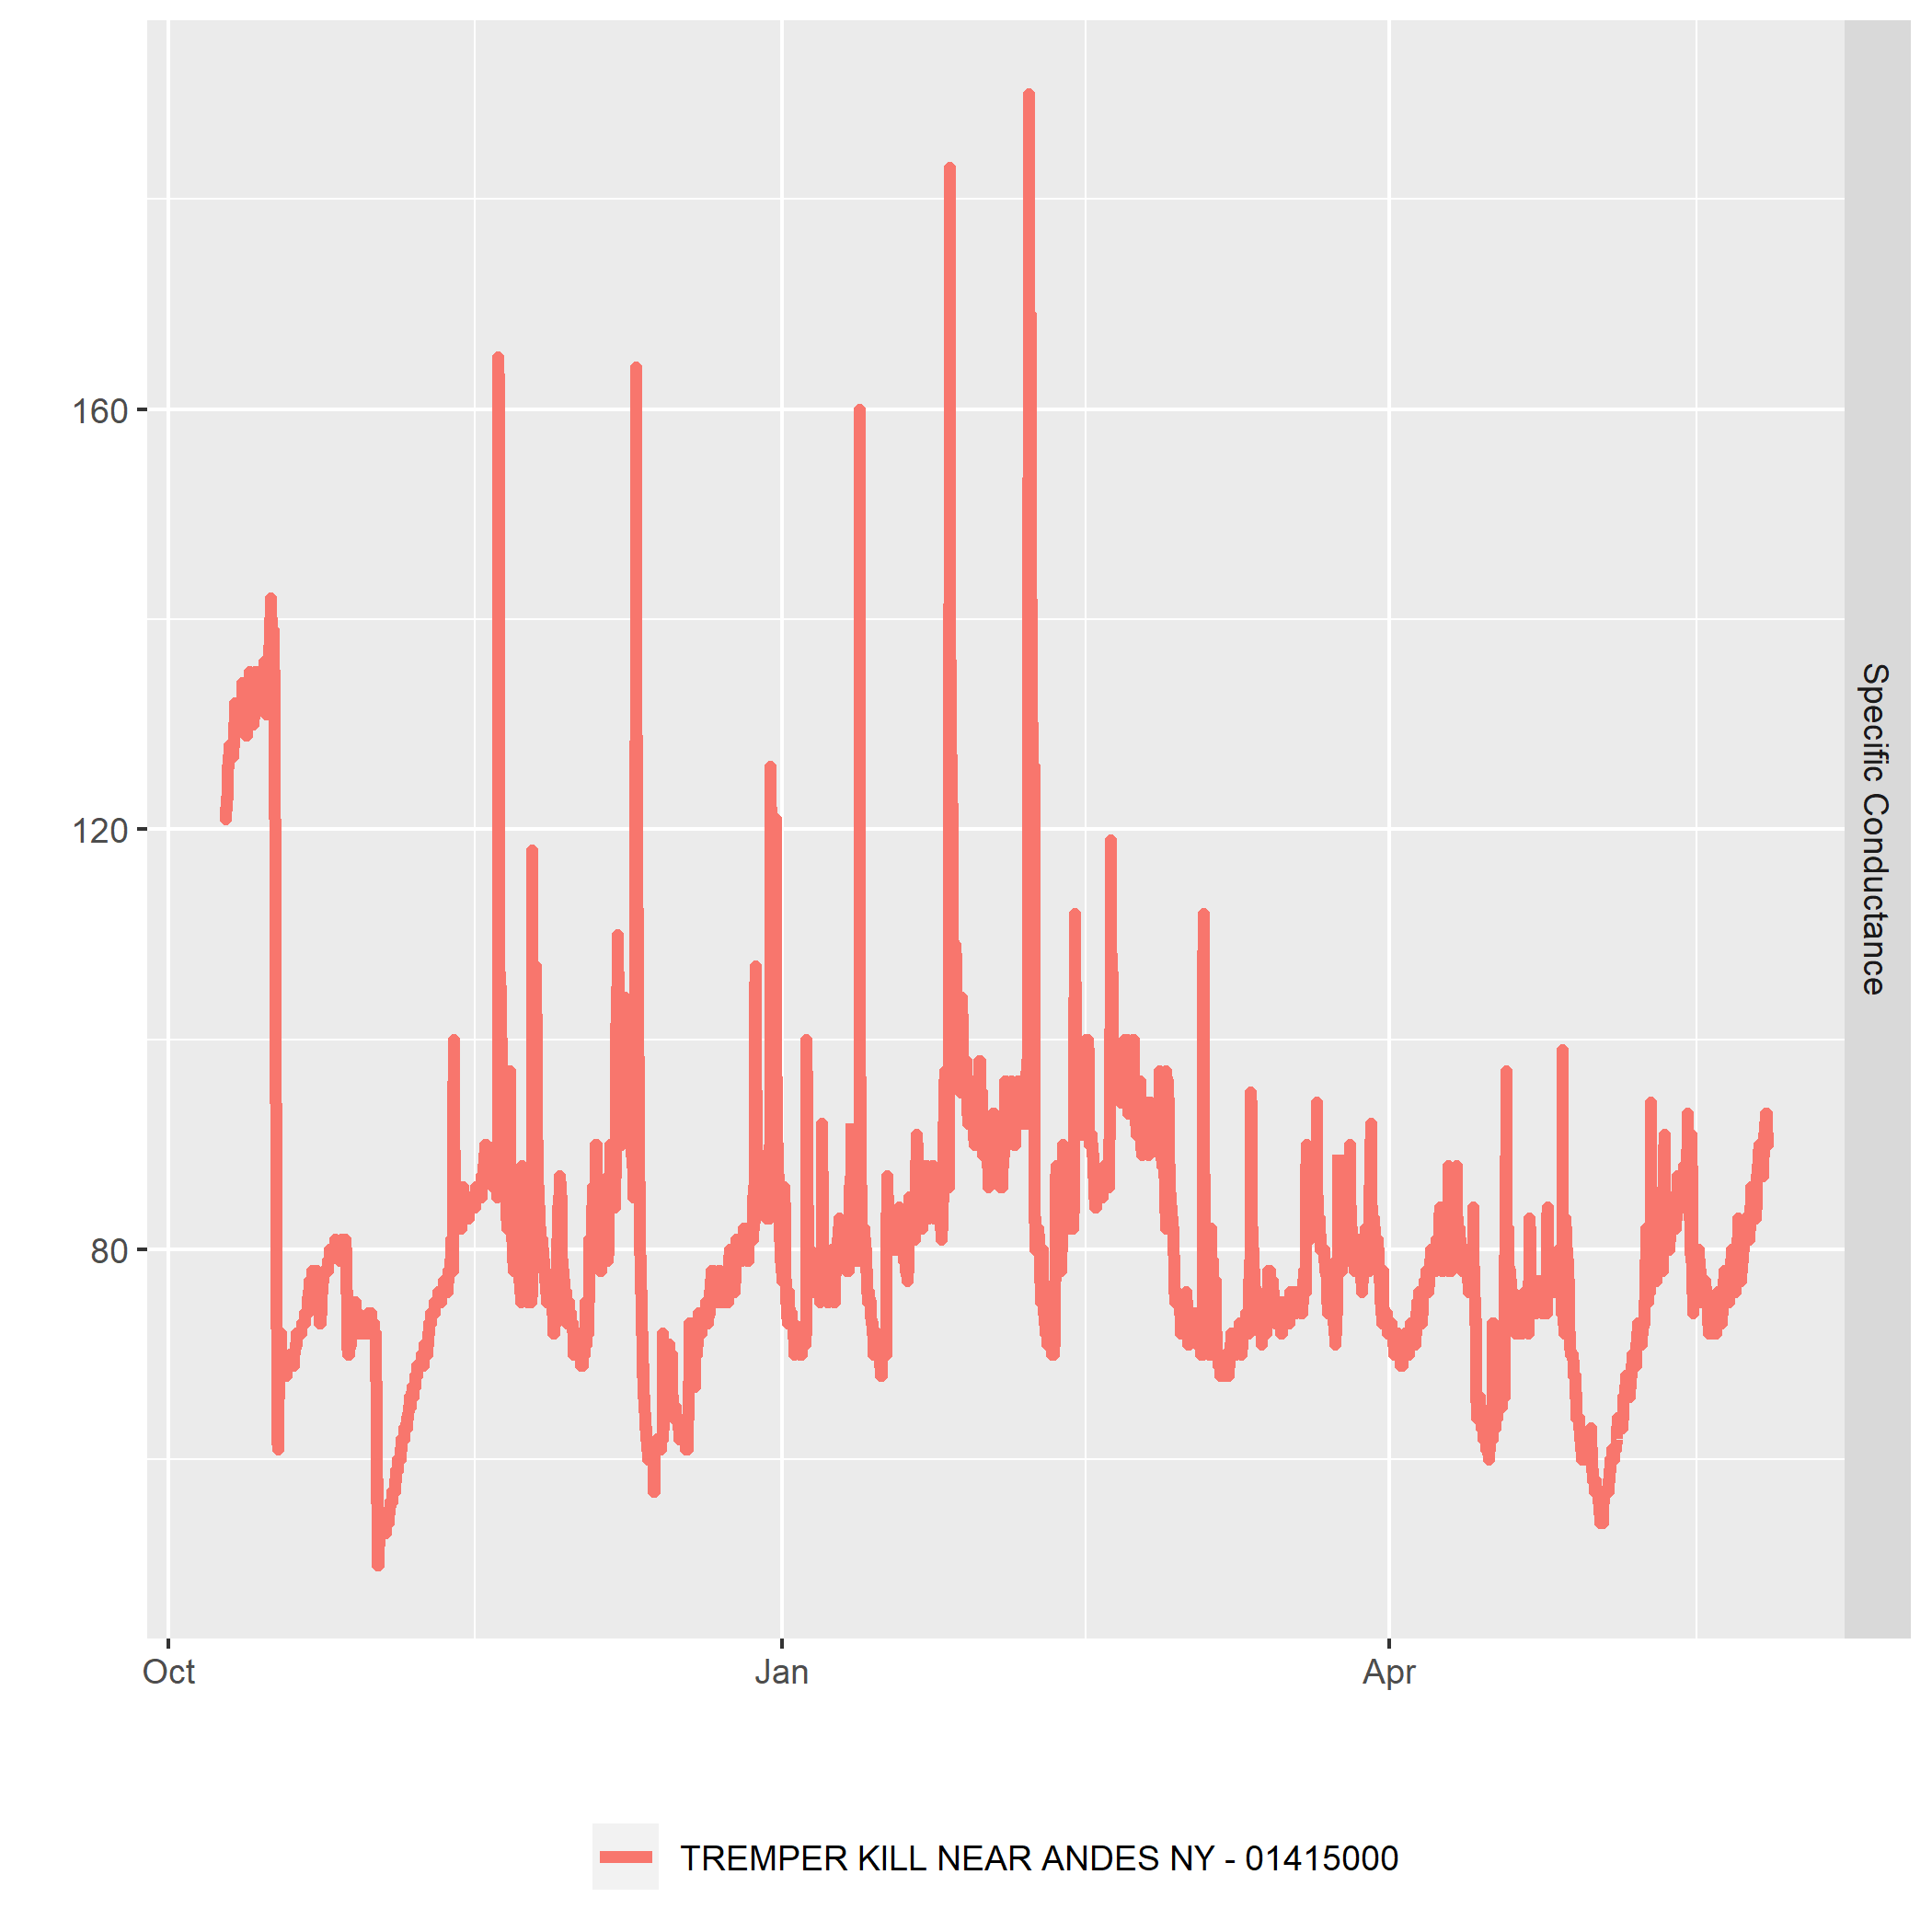 160
120
80
Specific Conductance
Oct Jan Apr
TREMPER KILL NEAR ANDES NY - 01415000